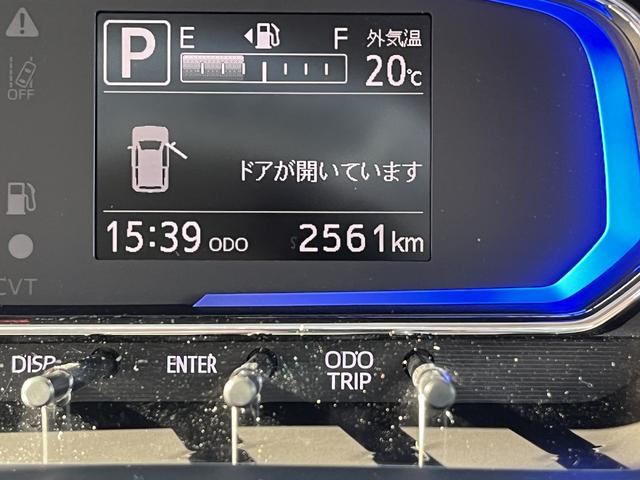 P E F 外気温
20℃
OFF
ドアが開いています
15:39 ODO 2561km
CVT
DISP ENTER ODO
TRIP